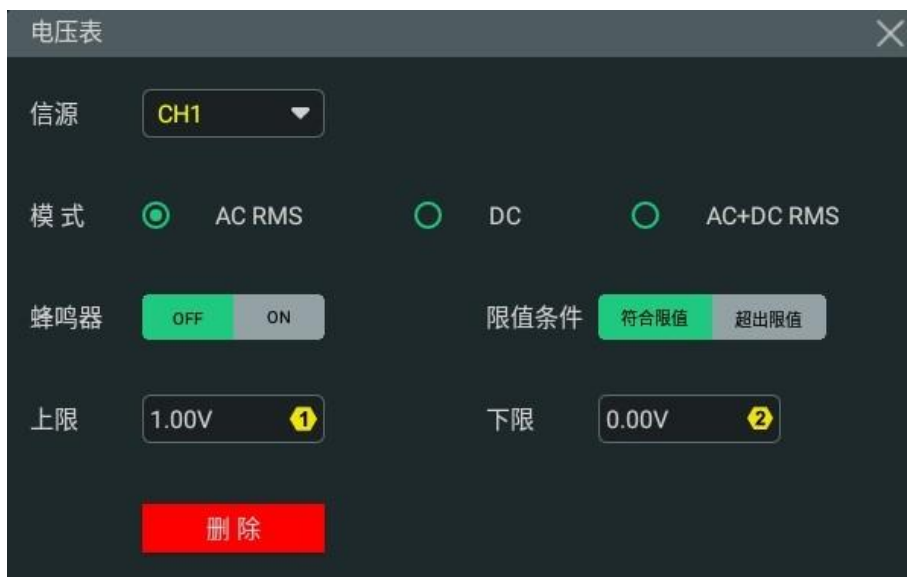 电压表
信源 CH1
模式 AC RMS DC AC+DC RMS
蜂鸣器 OFF ON 限值条件 符合限值 超出限值
上限 1.00V 1 下限 0.00V 2
删除